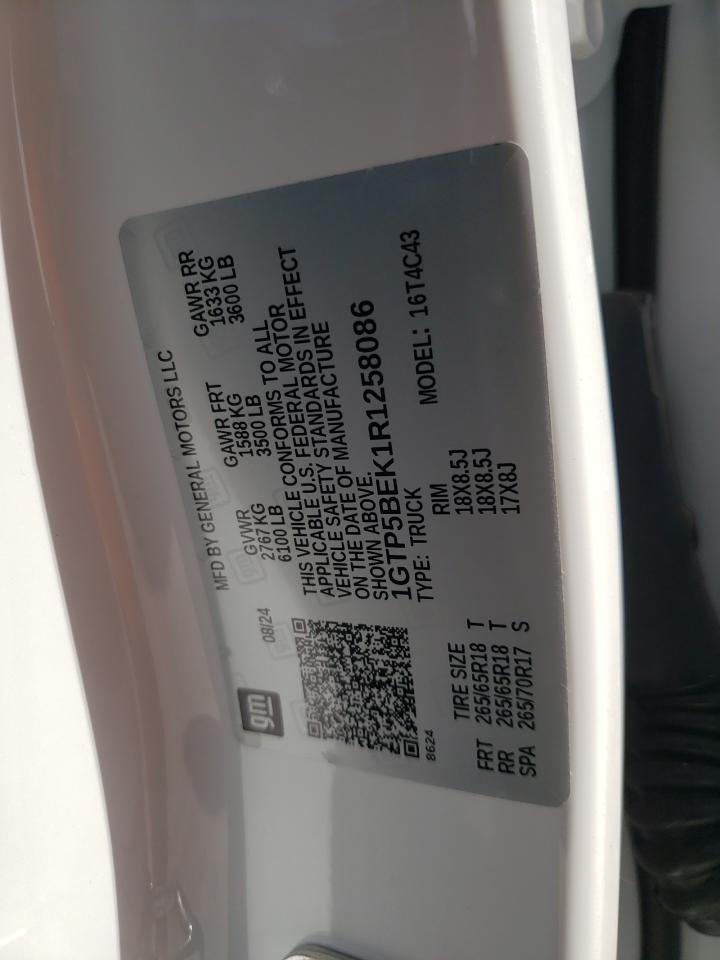 gm
08/24
MFD BY GENERAL MOTORS LLC
GVWR GAWR FRT GAWR RR
2767 KG 1588 KG 1633 KG
6100 LB 3500 LB 3600 LB
THIS VEHICLE CONFORMS TO ALL
APPLICABLE U.S. FEDERAL MOTOR
VEHICLE SAFETY STANDARDS IN EFFECT
ON THE DATE OF MANUFACTURE
SHOWN ABOVE.
1GTP5BEK1R1258086
TYPE: TRUCK MODEL: 16T4C43
8624
TIRE SIZE RIM
FRT 265/65R18 T 18X8.5J
RR 265/65R18 T 18X8.5J
SPA 265/70R17 S 17X8J